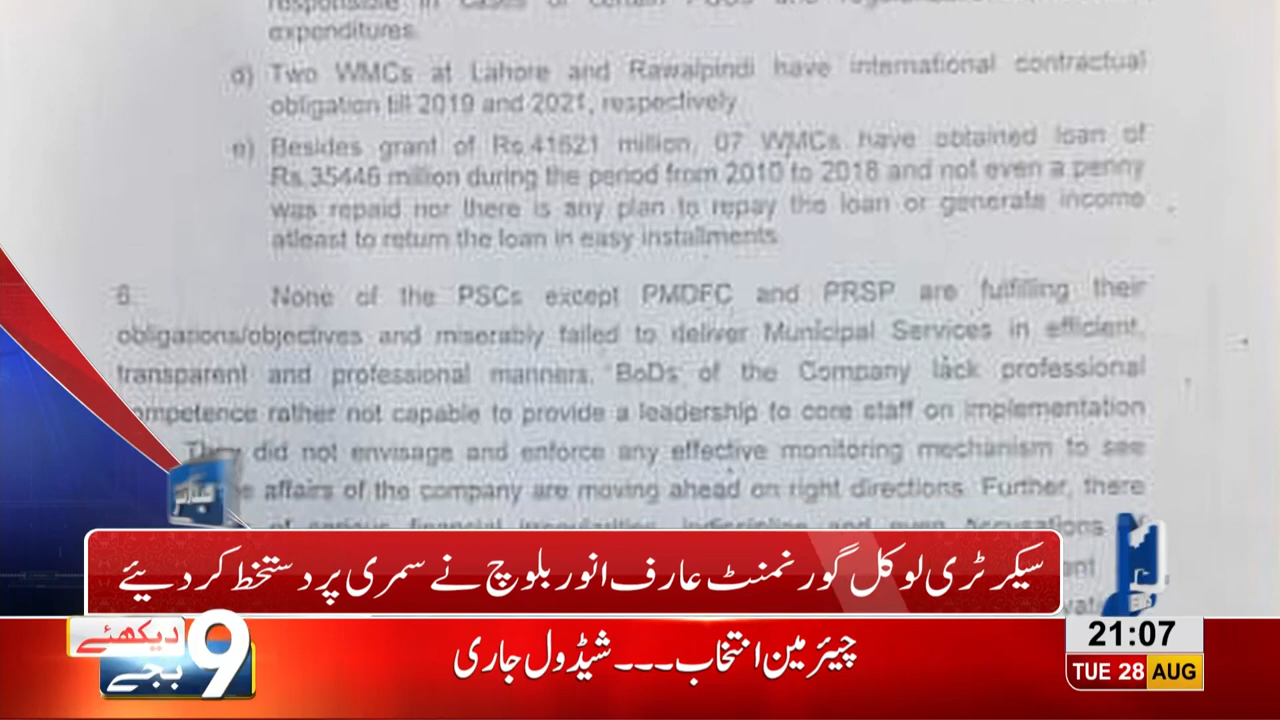 expenditures.
d) Two WMCs at Lahore and Rawalpindi have international contractual
obligation till 2019 and 2021, respectively
e) Besides grant of Rs.41621 million, 07 WMCs have obtained loan of
Rs.35446 million during the period from 2010 to 2018 and not even a penny
was repaid nor there is any plan to repay the loan or generate income
atleast to return the loan in easy installments
6. None of the PSCs except PMDFC and PRSP are fulfilling their
obligations/objectives and miserably failed to deliver Municipal Services in efficient,
transparent and professional manners. BoDs of the Company lack professional
competence rather not capable to provide a leadership to core staff on implementation
They did not envisage and enforce any effective monitoring mechanism to see
affairs of the company are moving ahead on right directions. Further, there
سیکرٹری لوکل گورنمنٹ عارف انور بلوچ نے سمری پر دستخط کر دیئے
دیکھئے
9
بجے
چیئرمین انتخاب۔۔۔ شیڈول جاری
21:07
TUE 28 AUG